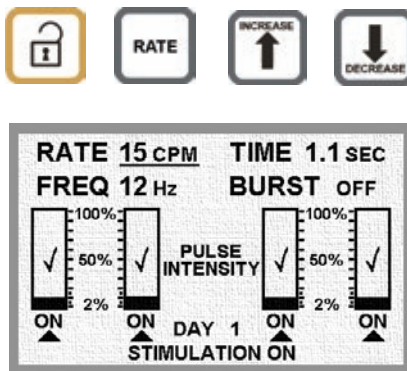 RATE
INCREASE
DECREASE
RATE 15 CPM TIME 1.1 SEC
FREQ 12 Hz BURST OFF
100% 100%
50% PULSE INTENSITY 50%
2% 2%
ON ON ON ON
DAY 1
STIMULATION ON